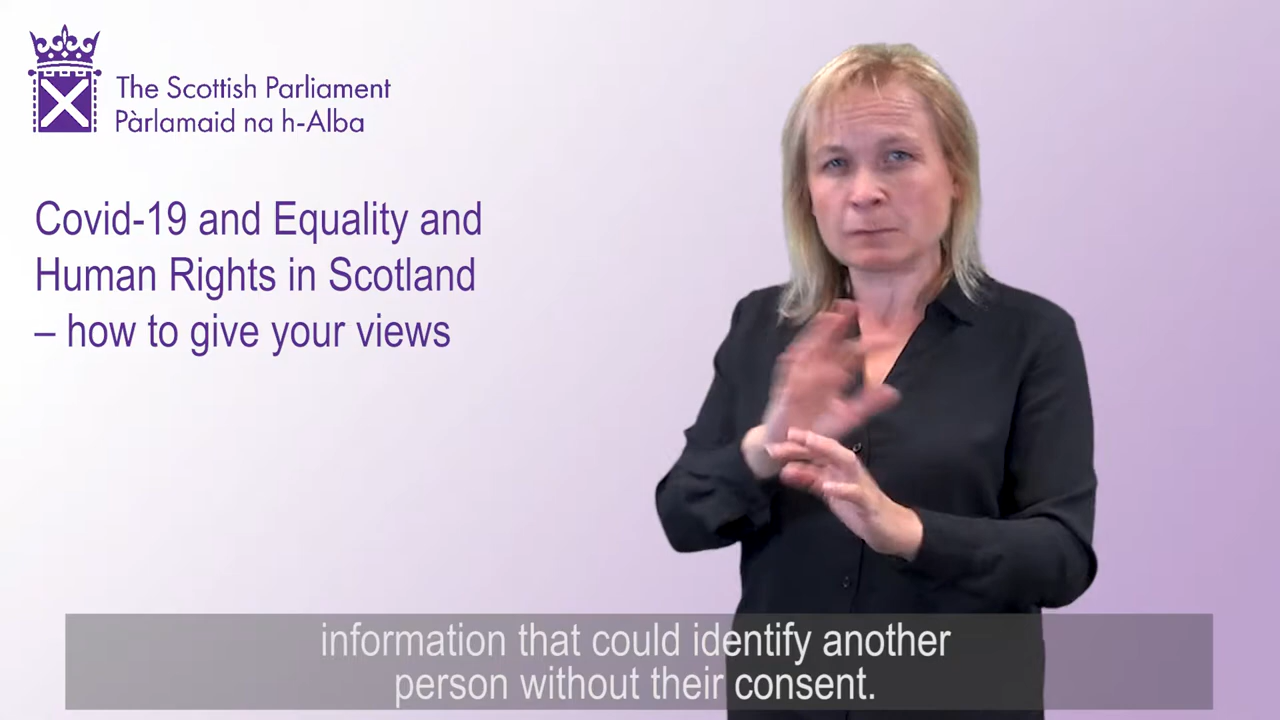 The Scottish Parliament
Pàrlamaid na h-Alba
Covid-19 and Equality and
Human Rights in Scotland
– how to give your views
information that could identify another
person without their consent.